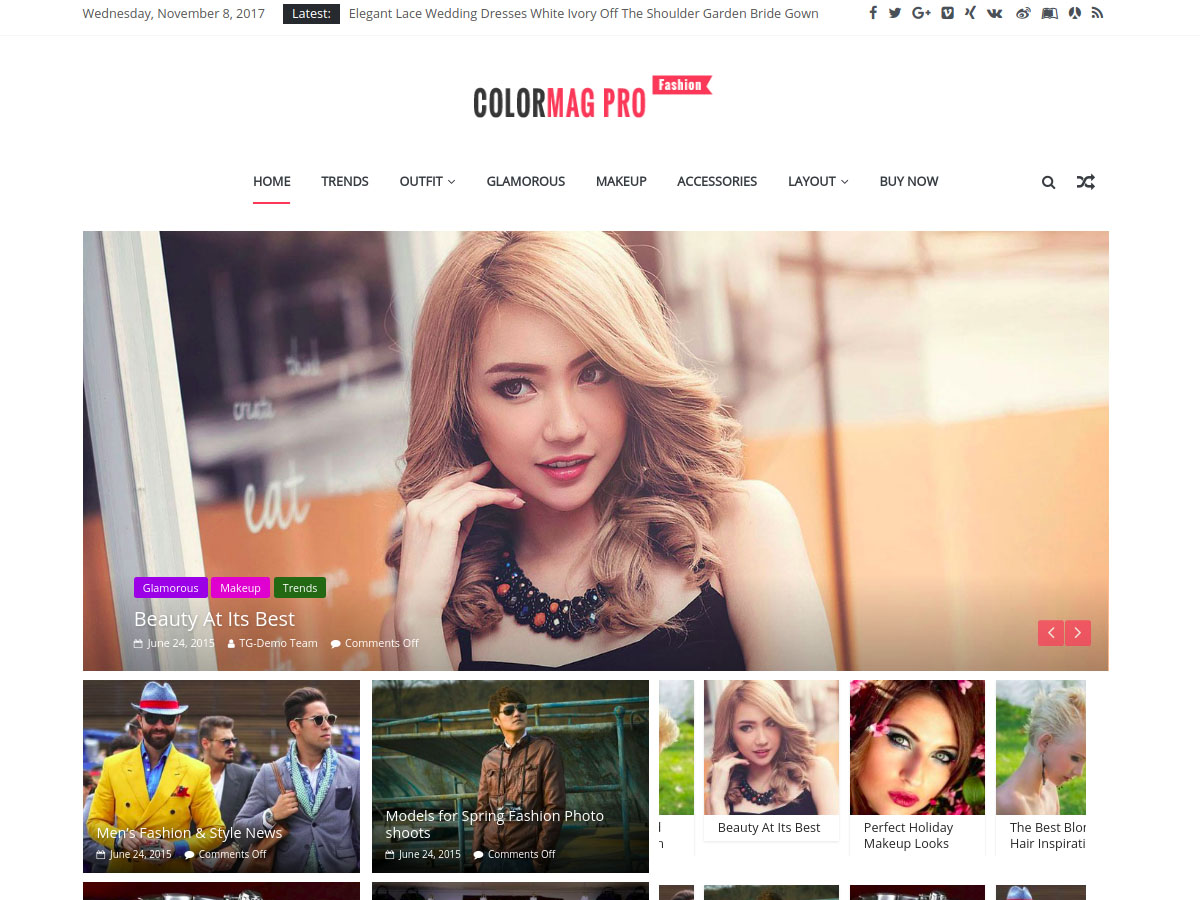 Wednesday, November 8, 2017 Latest: Elegant Lace Wedding Dresses White Ivory Off The Shoulder Garden Bride Gown
COLORMAG PRO Fashion
HOME TRENDS OUTFIT GLAMOROUS MAKEUP ACCESSORIES LAYOUT BUY NOW
think
create
eat
Glamorous Makeup Trends
Beauty At Its Best
June 24, 2015 TG-Demo Team Comments Off
Men's Fashion & Style News
June 24, 2015 Comments Off
Models for Spring Fashion Photo
shoots
June 24, 2015 Comments Off
Beauty At Its Best
Perfect Holiday
Makeup Looks
The Best Blon
Hair Inspirati